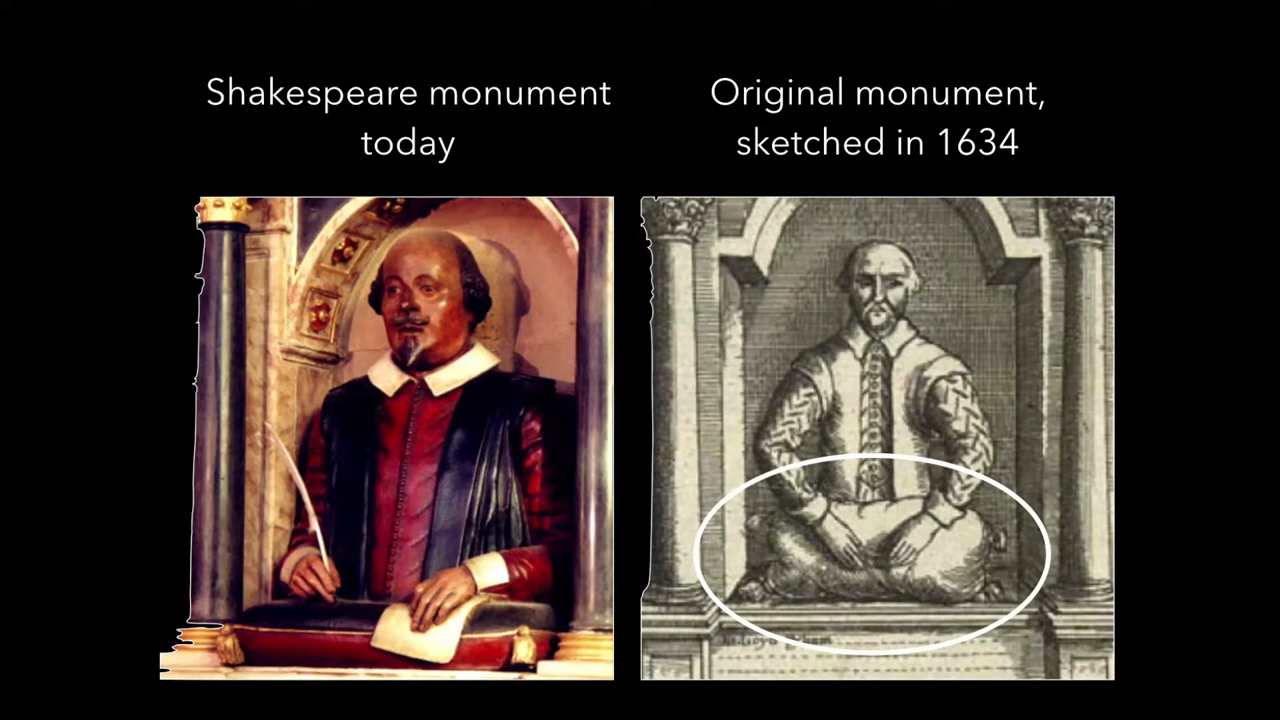 Shakespeare monument
today
Original monument,
sketched in 1634